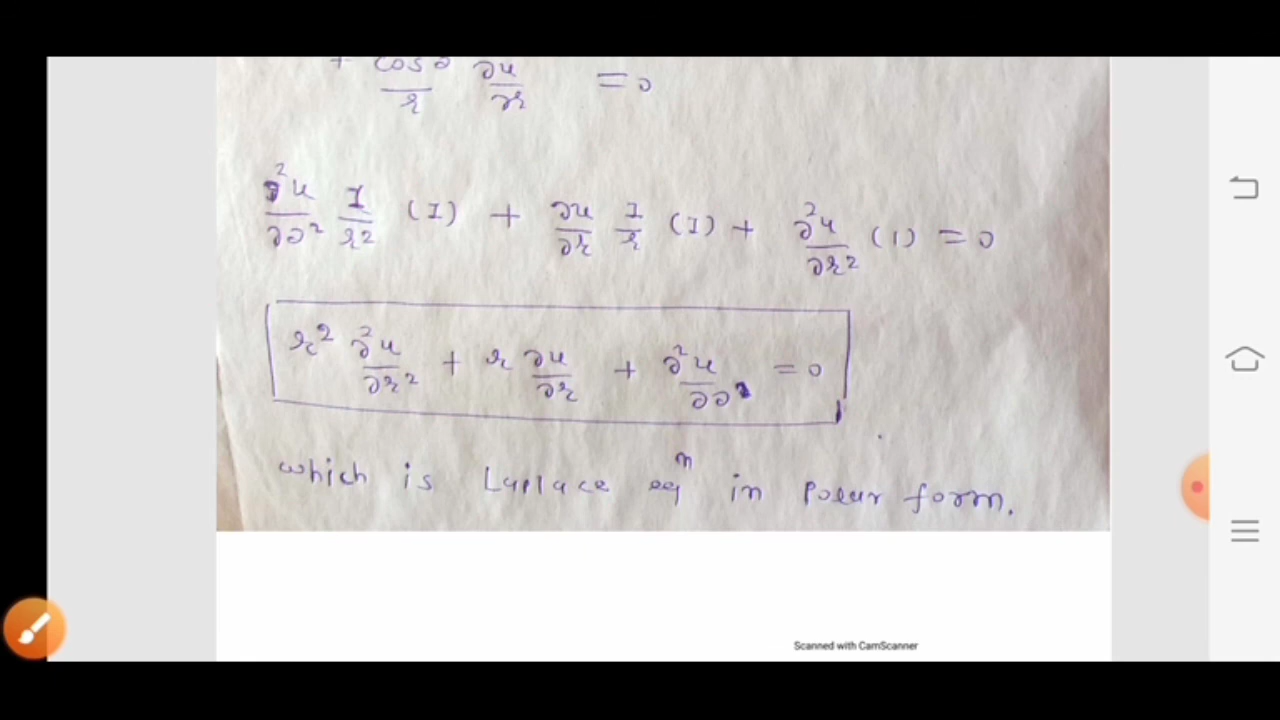 + cosθ/r ∂u/∂r = 0
∂²u/∂θ² 1/r² (1) + ∂u/∂r 1/r (1) + ∂²u/∂r² (1) = 0
r² ∂²u/∂r² + r ∂u/∂r + ∂²u/∂θ² = 0
which is Laplace eqⁿ in Polar form.
Scanned with CamScanner